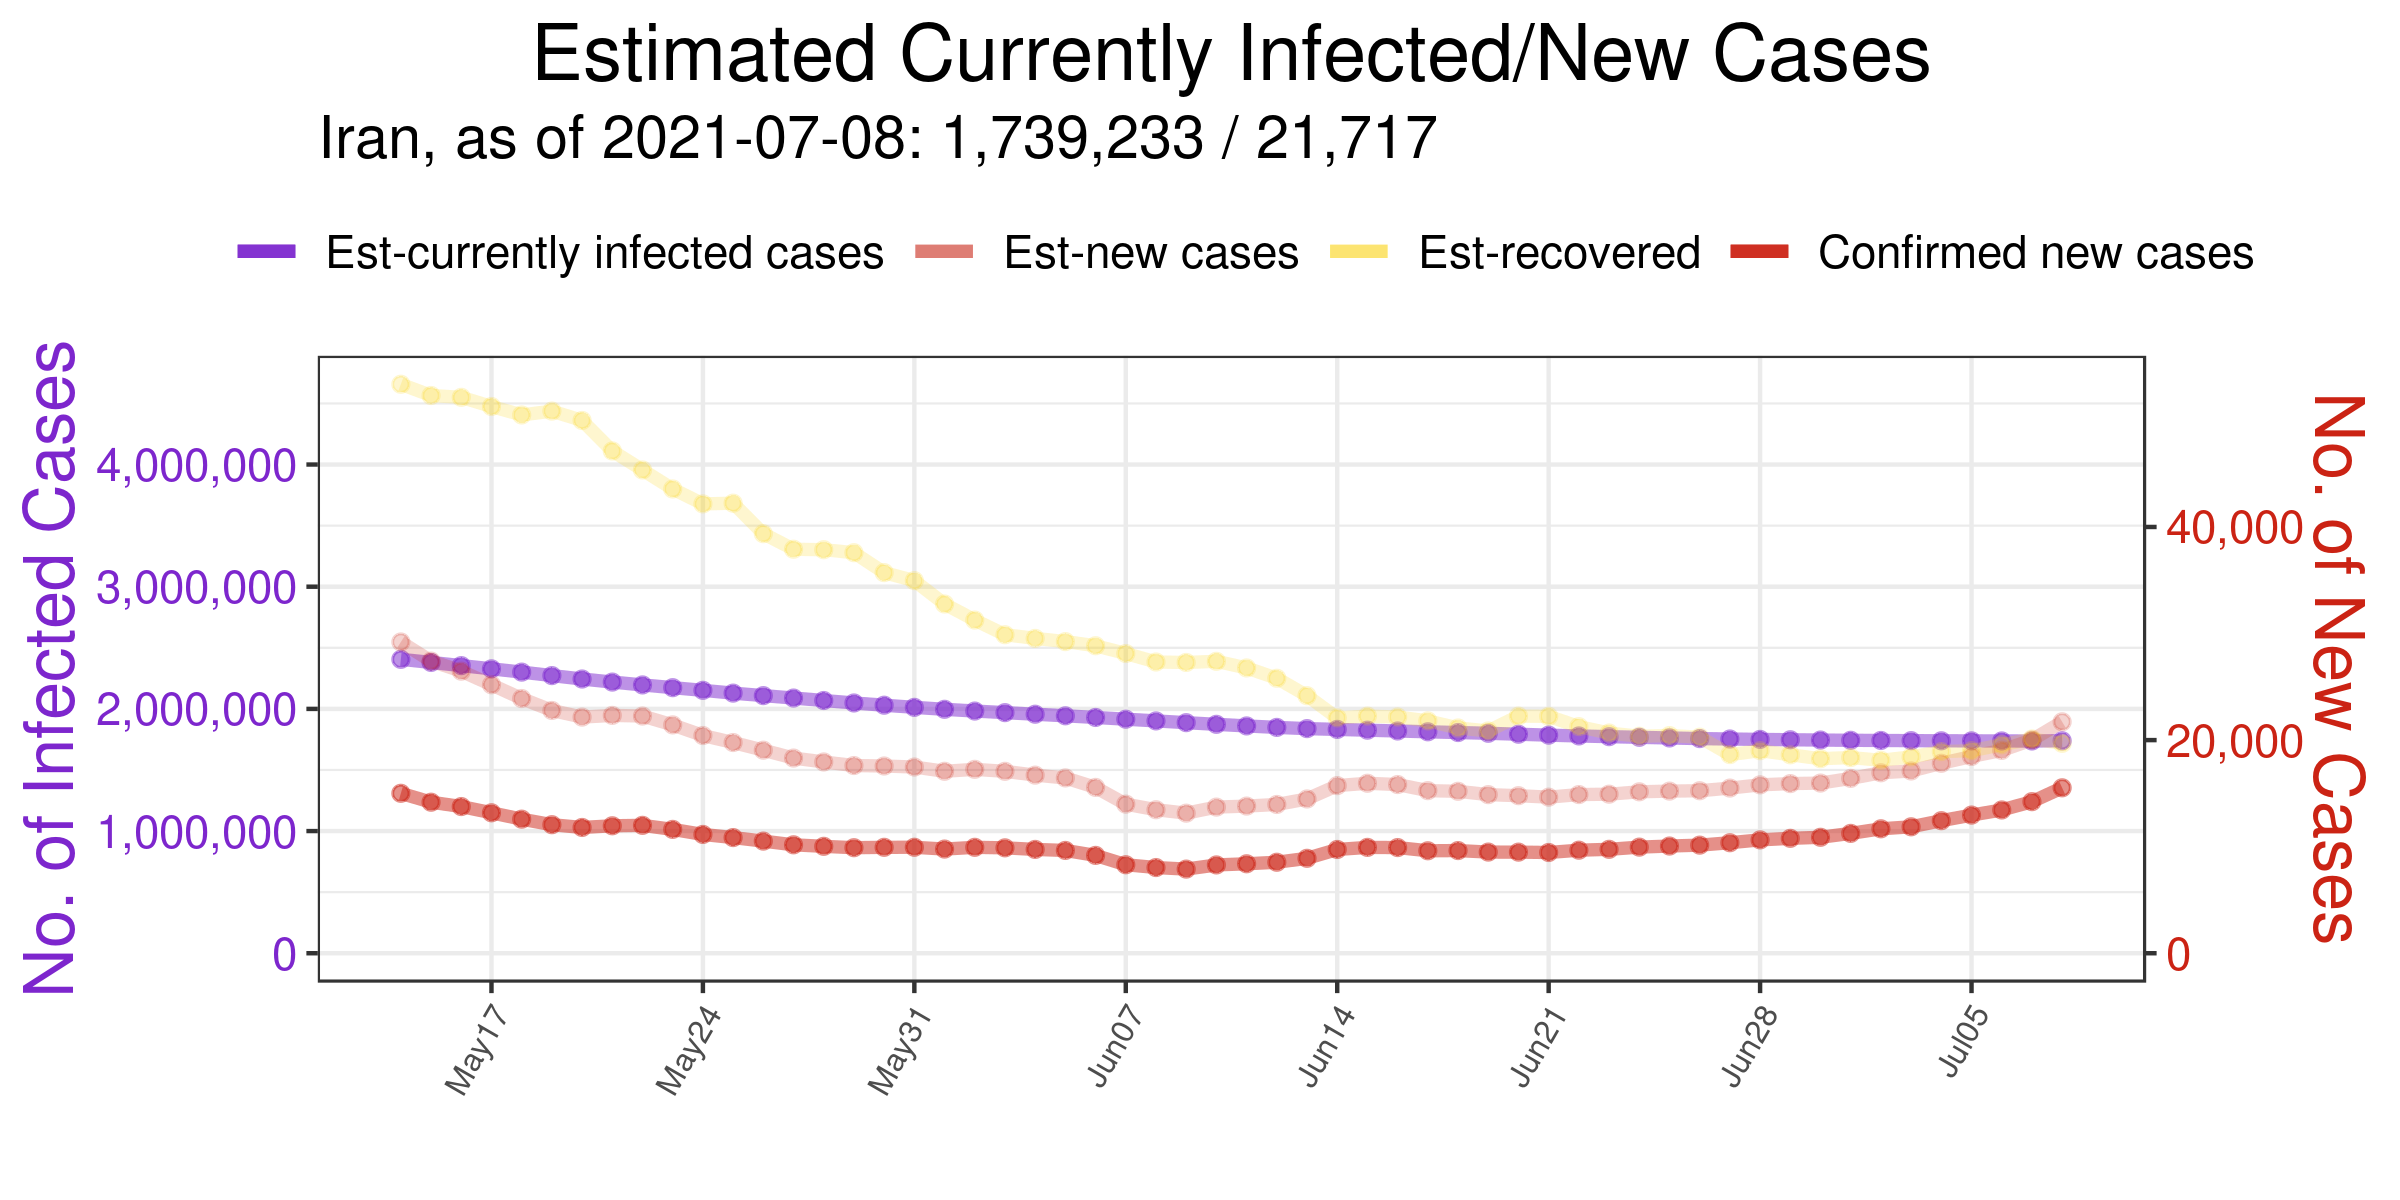 Estimated Currently Infected/New Cases
Iran, as of 2021-07-08: 1,739,233 / 21,717
Est-currently infected cases Est-new cases Est-recovered Confirmed new cases
No. of Infected Cases
4,000,000
3,000,000
2,000,000
1,000,000
0
40,000
20,000
0
No. of New Cases
May17 May24 May31 Jun07 Jun14 Jun21 Jun28 Jul05